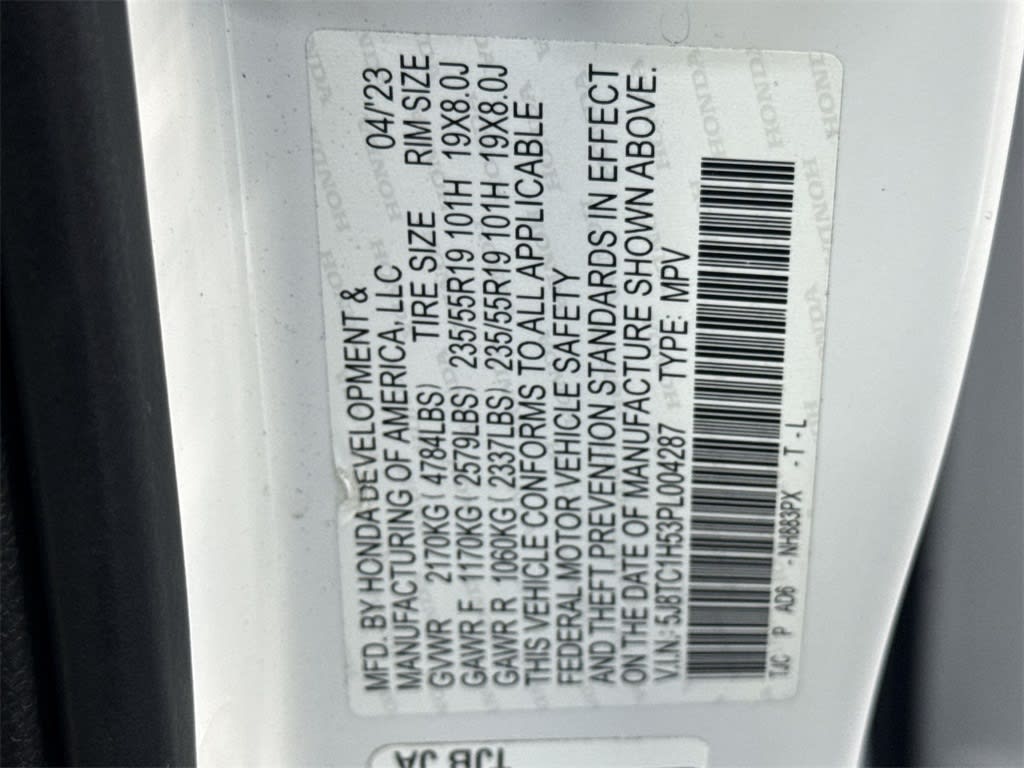 MFD. BY HONDA DEVELOPMENT & 04/'23
MANUFACTURING OF AMERICA, LLC
TIRE SIZE RIM SIZE
GVWR 2170KG ( 4784LBS)
GAWR F 1170KG ( 2579LBS) 235/55R19 101H 19X8.0J
GAWR R 1060KG ( 2337LBS) 235/55R19 101H 19X8.0J
THIS VEHICLE CONFORMS TO ALL APPLICABLE
FEDERAL MOTOR VEHICLE SAFETY
AND THEFT PREVENTION STANDARDS IN EFFECT
ON THE DATE OF MANUFACTURE SHOWN ABOVE.
V.I.N.: 5J8TC1H53PL004287 TYPE: MPV
TJC P AD6 -NH883PX -T-L
TJB JA